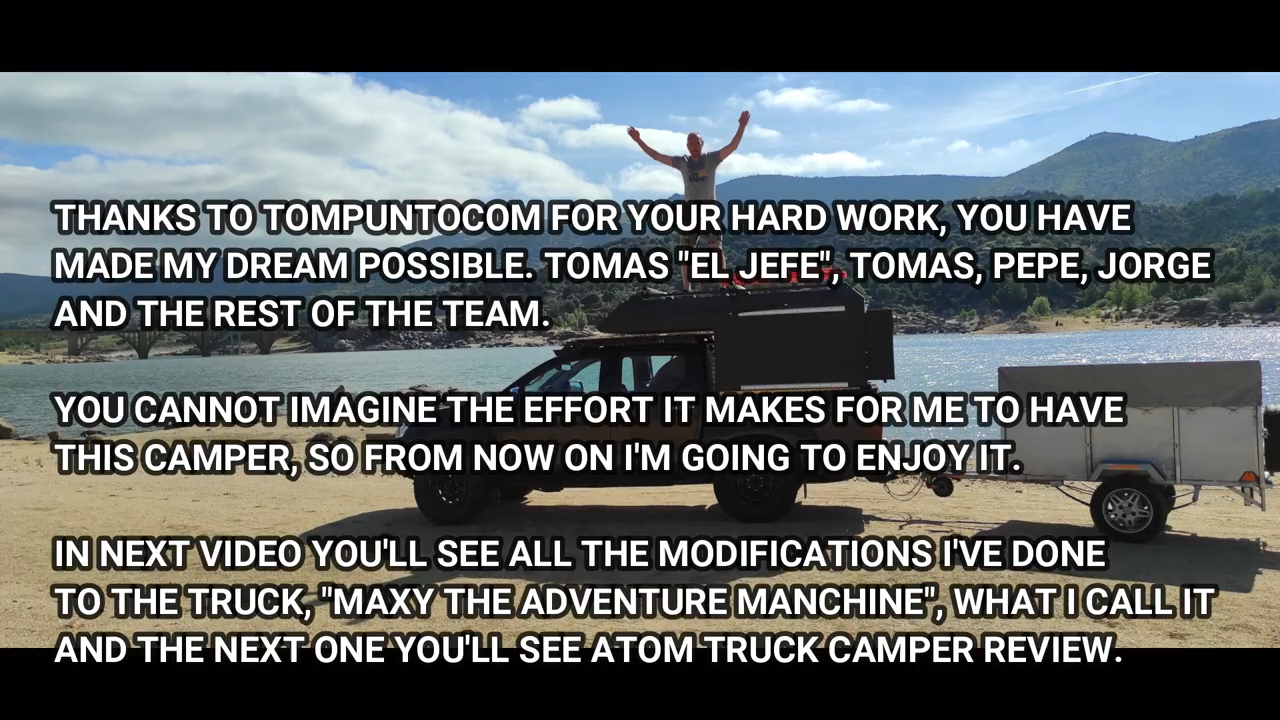 THANKS TO TOMPUNTOCOM FOR YOUR HARD WORK, YOU HAVE
MADE MY DREAM POSSIBLE. TOMAS "EL JEFE", TOMAS, PEPE, JORGE
AND THE REST OF THE TEAM.
YOU CANNOT IMAGINE THE EFFORT IT MAKES FOR ME TO HAVE
THIS CAMPER, SO FROM NOW ON I'M GOING TO ENJOY IT.
IN NEXT VIDEO YOU'LL SEE ALL THE MODIFICATIONS I'VE DONE
TO THE TRUCK, "MAXY THE ADVENTURE MANCHINE", WHAT I CALL IT
AND THE NEXT ONE YOU'LL SEE ATOM TRUCK CAMPER REVIEW.